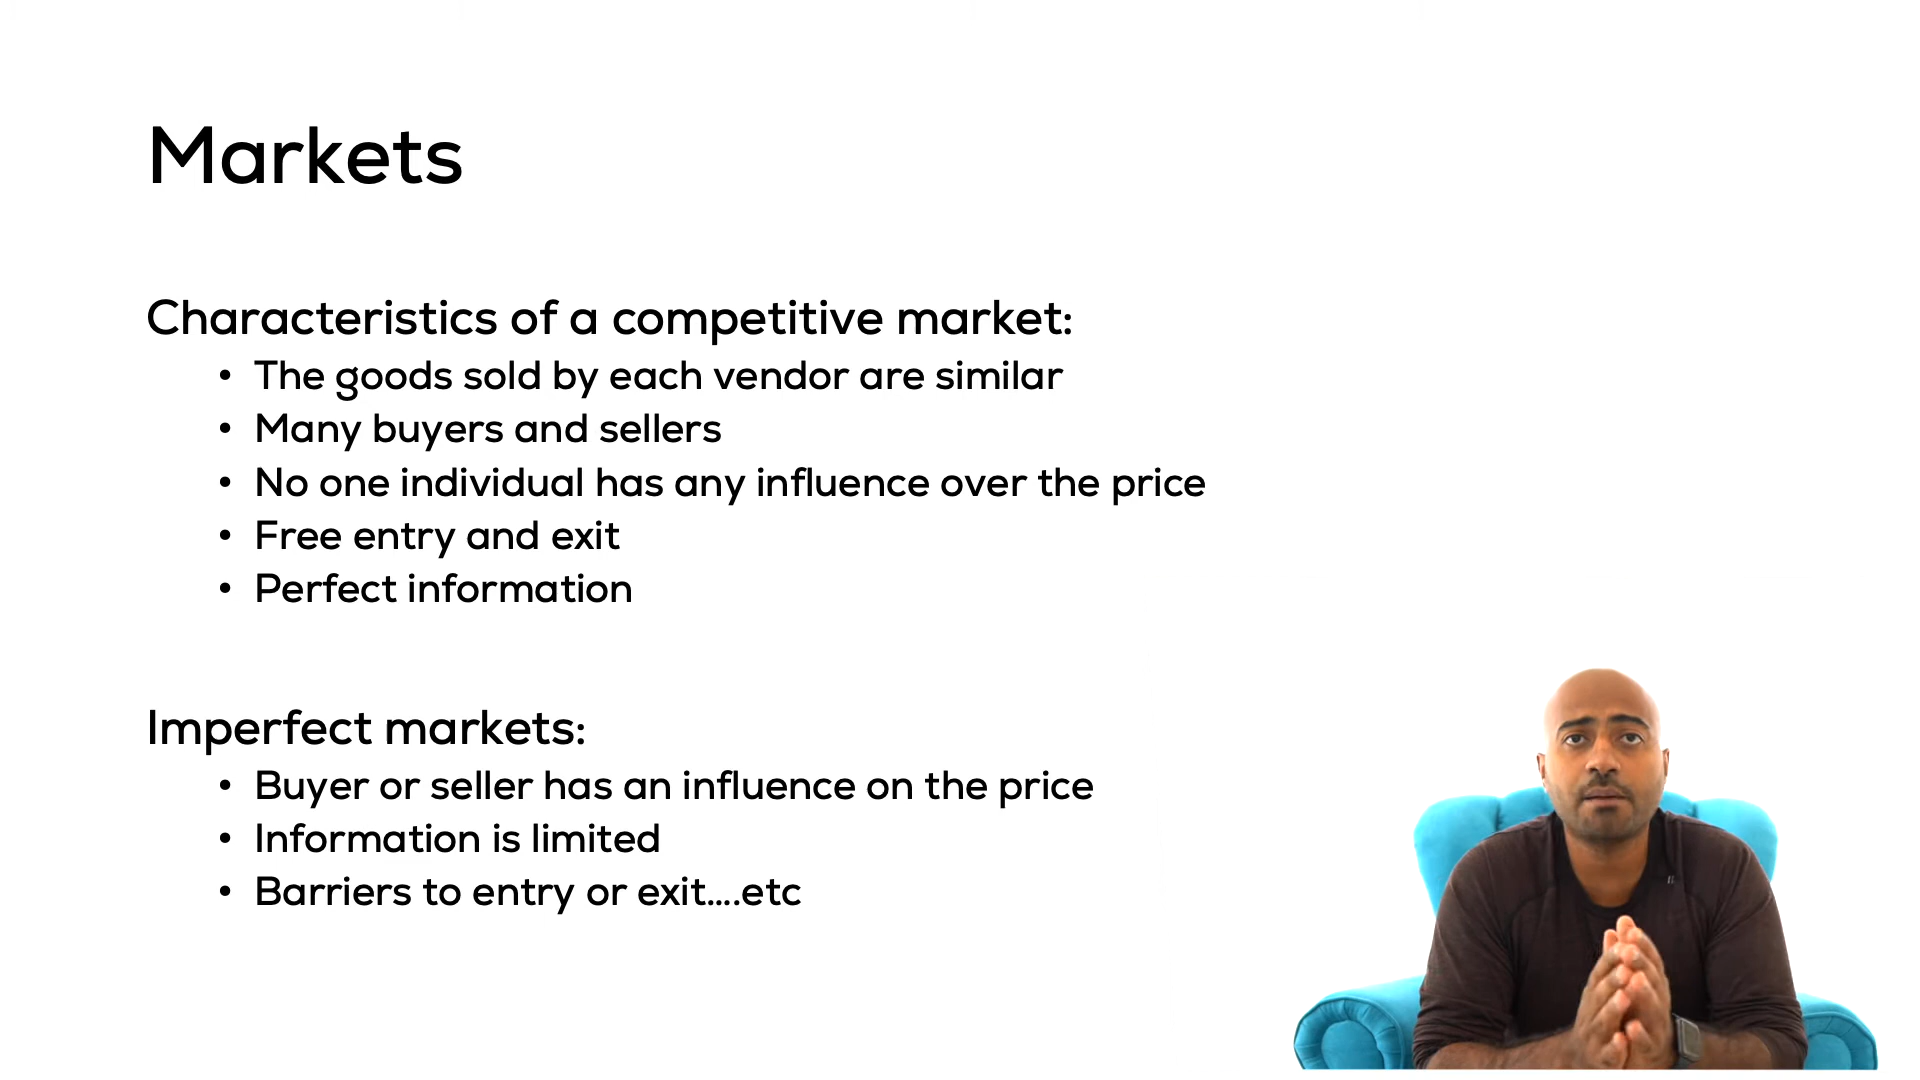 Markets
Characteristics of a competitive market:
• The goods sold by each vendor are similar
• Many buyers and sellers
• No one individual has any influence over the price
• Free entry and exit
• Perfect information
Imperfect markets:
• Buyer or seller has an influence on the price
• Information is limited
• Barriers to entry or exit....etc